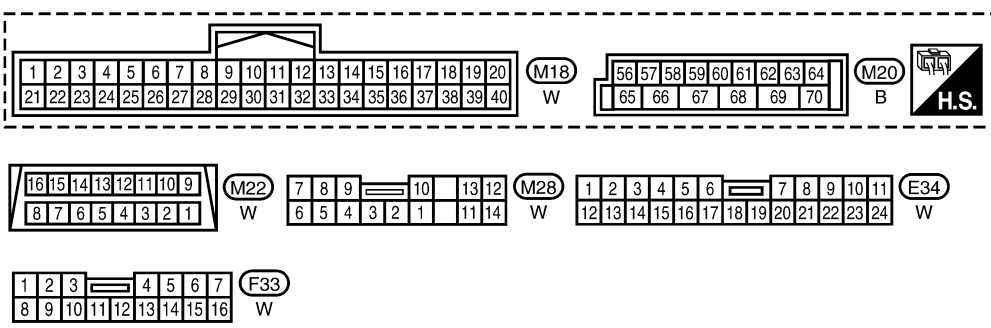 1 2 3 4 5 6 7 8 9 10 11 12 13 14 15 16 17 18 19 20
21 22 23 24 25 26 27 28 29 30 31 32 33 34 35 36 37 38 39 40
M18
W
56 57 58 59 60 61 62 63 64
65 66 67 68 69 70
M20
B
H.S.
16 15 14 13 12 11 10 9
8 7 6 5 4 3 2 1
M22
W
7 8 9 10 13 12
6 5 4 3 2 1 11 14
M28
W
1 2 3 4 5 6 7 8 9 10 11
12 13 14 15 16 17 18 19 20 21 22 23 24
E34
W
1 2 3 4 5 6 7
8 9 10 11 12 13 14 15 16
F33
W